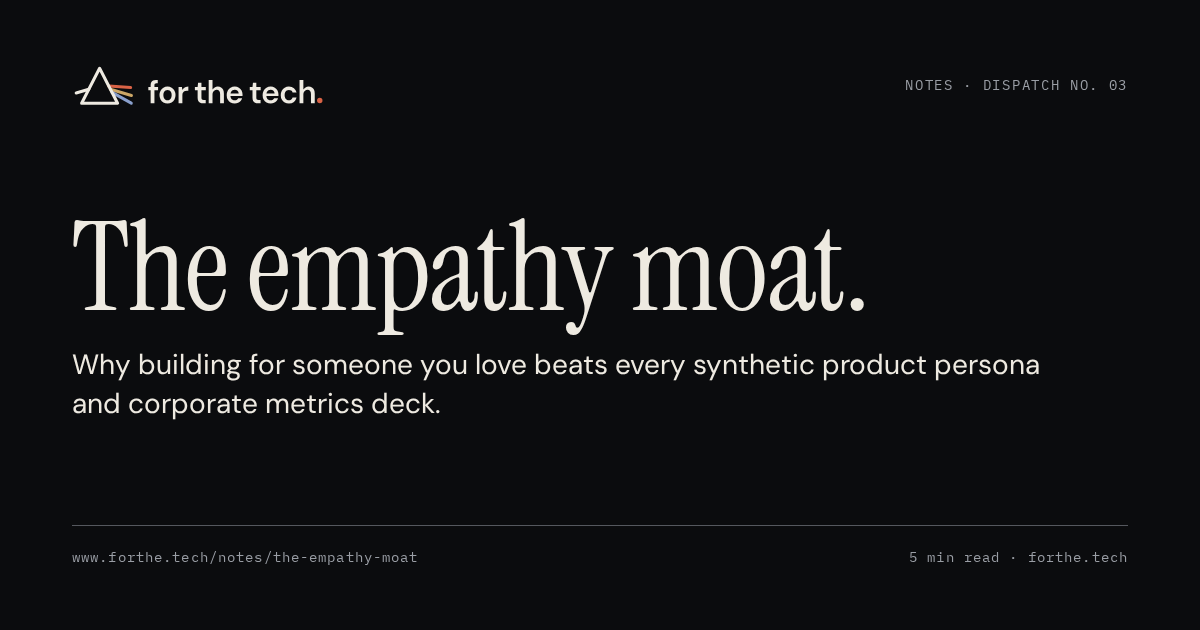 for the tech.
NOTES · DISPATCH NO. 03
The empathy moat.
Why building for someone you love beats every synthetic product persona
and corporate metrics deck.
www.forthe.tech/notes/the-empathy-moat
5 min read · forthe.tech